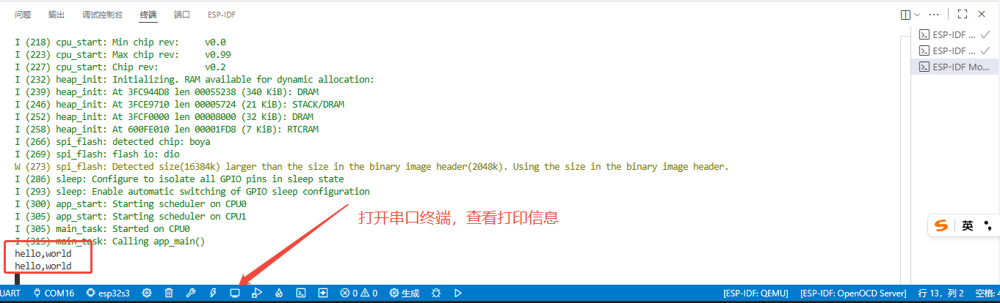 问题 输出 调试控制台 终端 端口 ESP-IDF
I (218) cpu_start: Min chip rev:     v0.0
I (223) cpu_start: Max chip rev:     v0.99
I (227) cpu_start: Chip rev:         v0.2
I (232) heap_init: Initializing. RAM available for dynamic allocation:
I (239) heap_init: At 3FC944D8 len 00055238 (340 KiB): DRAM
I (246) heap_init: At 3FCE9710 len 00005724 (21 KiB): STACK/DRAM
I (252) heap_init: At 3FCF0000 len 00008000 (32 KiB): DRAM
I (258) heap_init: At 600FE010 len 00001FD8 (7 KiB): RTCRAM
I (266) spi_flash: detected chip: boya
I (269) spi_flash: flash io: dio
W (273) spi_flash: Detected size(16384k) larger than the size in the binary image header(2048k). Using the size in the binary image header.
I (286) sleep: Configure to isolate all GPIO pins in sleep state
I (293) sleep: Enable automatic switching of GPIO sleep configuration
I (300) app_start: Starting scheduler on CPU0
I (305) app_start: Starting scheduler on CPU1
I (305) main_task: Started on CPU0
I (315) main_task: Calling app_main()
hello,world
hello,world
打开串口终端，查看打印信息
ESP-IDF ...
ESP-IDF ...
ESP-IDF Mo...
英
UART COM16 esp32s3 0 0 生成 [ESP-IDF: QEMU] [ESP-IDF: OpenOCD Server] 行 13，列 2 空格: 4